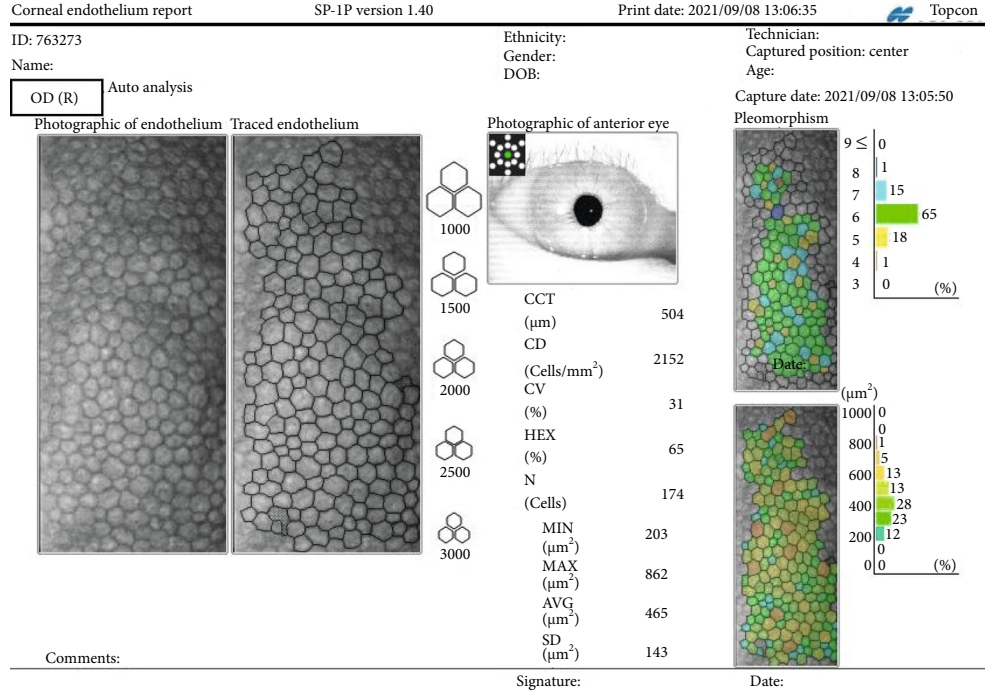 Corneal endothelium report SP-1P version 1.40 Print date: 2021/09/08 13:06:35 Topcon
ID: 763273
Name:
OD (R) Auto analysis
Ethnicity:
Gender:
DOB:
Technician:
Captured position: center
Age:
Capture date: 2021/09/08 13:05:50
Photographic of endothelium Traced endothelium
1000
1500
2000
2500
3000
Photographic of anterior eye
CCT
(μm) 504
CD
(Cells/mm²) 2152
CV
(%) 31
HEX
(%) 65
N
(Cells) 174
MIN
(μm²) 203
MAX
(μm²) 862
AVG
(μm²) 465
SD
(μm²) 143
Pleomorphism
9 ≤ 0
8 1
7 15
6 65
5 18
4 1
3 0 (%)
Date:
(μm²)
1000 0
0
800 1
5
600 13
13
400 28
23
200 12
0
0 0 (%)
Comments:
Signature: Date: